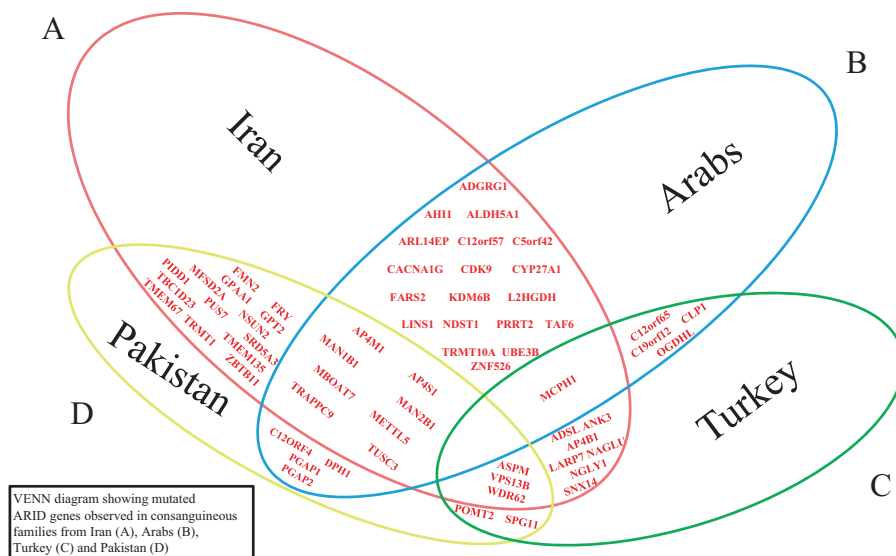 A
B
Iran
Arabs
ADGRG1
AHI1 ALDH5A1
ARL14EP C12orf57 C5orf42
CACNA1G CDK9 CYP27A1
FARS2 KDM6B L2HGDH
LINS1 NDST1 PRRT2 TAF6
TRMT10A UBE3B
ZNF526
FMN2
GPAA1
MFSD2A
PIDD1
TBC1D23
TMEM67
PUS7
TRMT1
FRY
GPT2
NSUN2
SRD5A3
TMEM135
ZBTB11
Pakistan
D
AP4M1
MAN1B1
MBOAT7
TRAPPC9
AP4S1
MAN2B1
METTL5
TUSC3
C12orf65
CLP1
C19orf12
OGDHL
MCPH1
Turkey
C
ADSL ANK3
AP4B1
LARP7 NAGLU
NGLY1
SNX14
C12ORF4
DPH1
PGAP1
PGAP2
ASPM
VPS13B
WDR62
POMT2 SPG11
VENN diagram showing mutated
ARID genes observed in consanguineous
families from Iran (A), Arabs (B),
Turkey (C) and Pakistan (D)